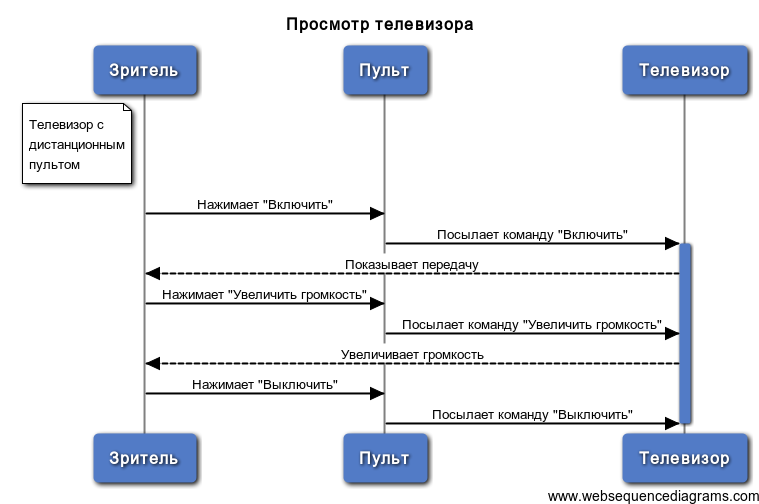 Просмотр телевизора
Зритель
Пульт
Телевизор
Телевизор с
дистанционным
пультом
Нажимает "Включить"
Посылает команду "Включить"
Показывает передачу
Нажимает "Увеличить громкость"
Посылает команду "Увеличить громкость"
Увеличивает громкость
Нажимает "Выключить"
Посылает команду "Выключить"
Зритель
Пульт
Телевизор
www.websequencediagrams.com